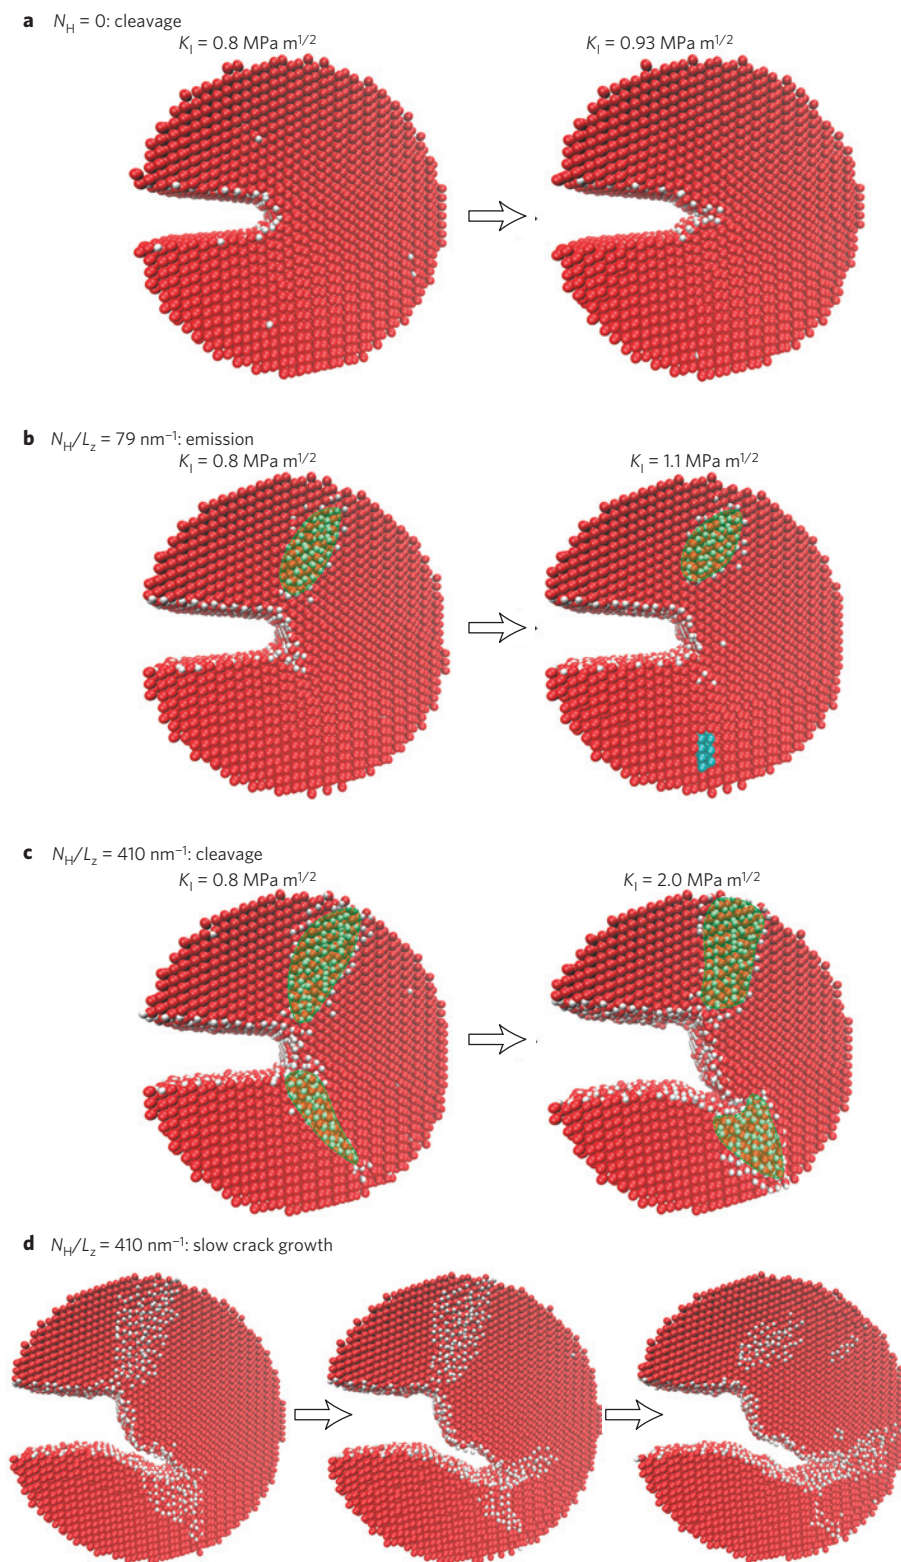 a N_H = 0: cleavage
K_I = 0.8 MPa m^1/2 K_I = 0.93 MPa m^1/2
b N_H/L_z = 79 nm⁻¹: emission
K_I = 0.8 MPa m^1/2 K_I = 1.1 MPa m^1/2
c N_H/L_z = 410 nm⁻¹: cleavage
K_I = 0.8 MPa m^1/2 K_I = 2.0 MPa m^1/2
d N_H/L_z = 410 nm⁻¹: slow crack growth